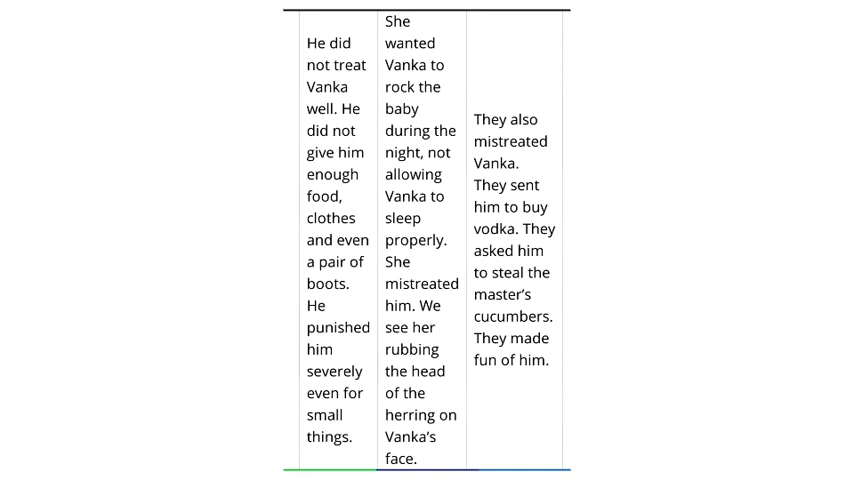 He did
not treat
Vanka
well. He
did not
give him
enough
food,
clothes
and even
a pair of
boots.
He
punished
him
severely
even for
small
things.
She
wanted
Vanka to
rock the
baby
during the
night, not
allowing
Vanka to
sleep
properly.
She
mistreated
him. We
see her
rubbing
the head
of the
herring on
Vanka’s
face.
They also
mistreated
Vanka.
They sent
him to buy
vodka. They
asked him
to steal the
master’s
cucumbers.
They made
fun of him.